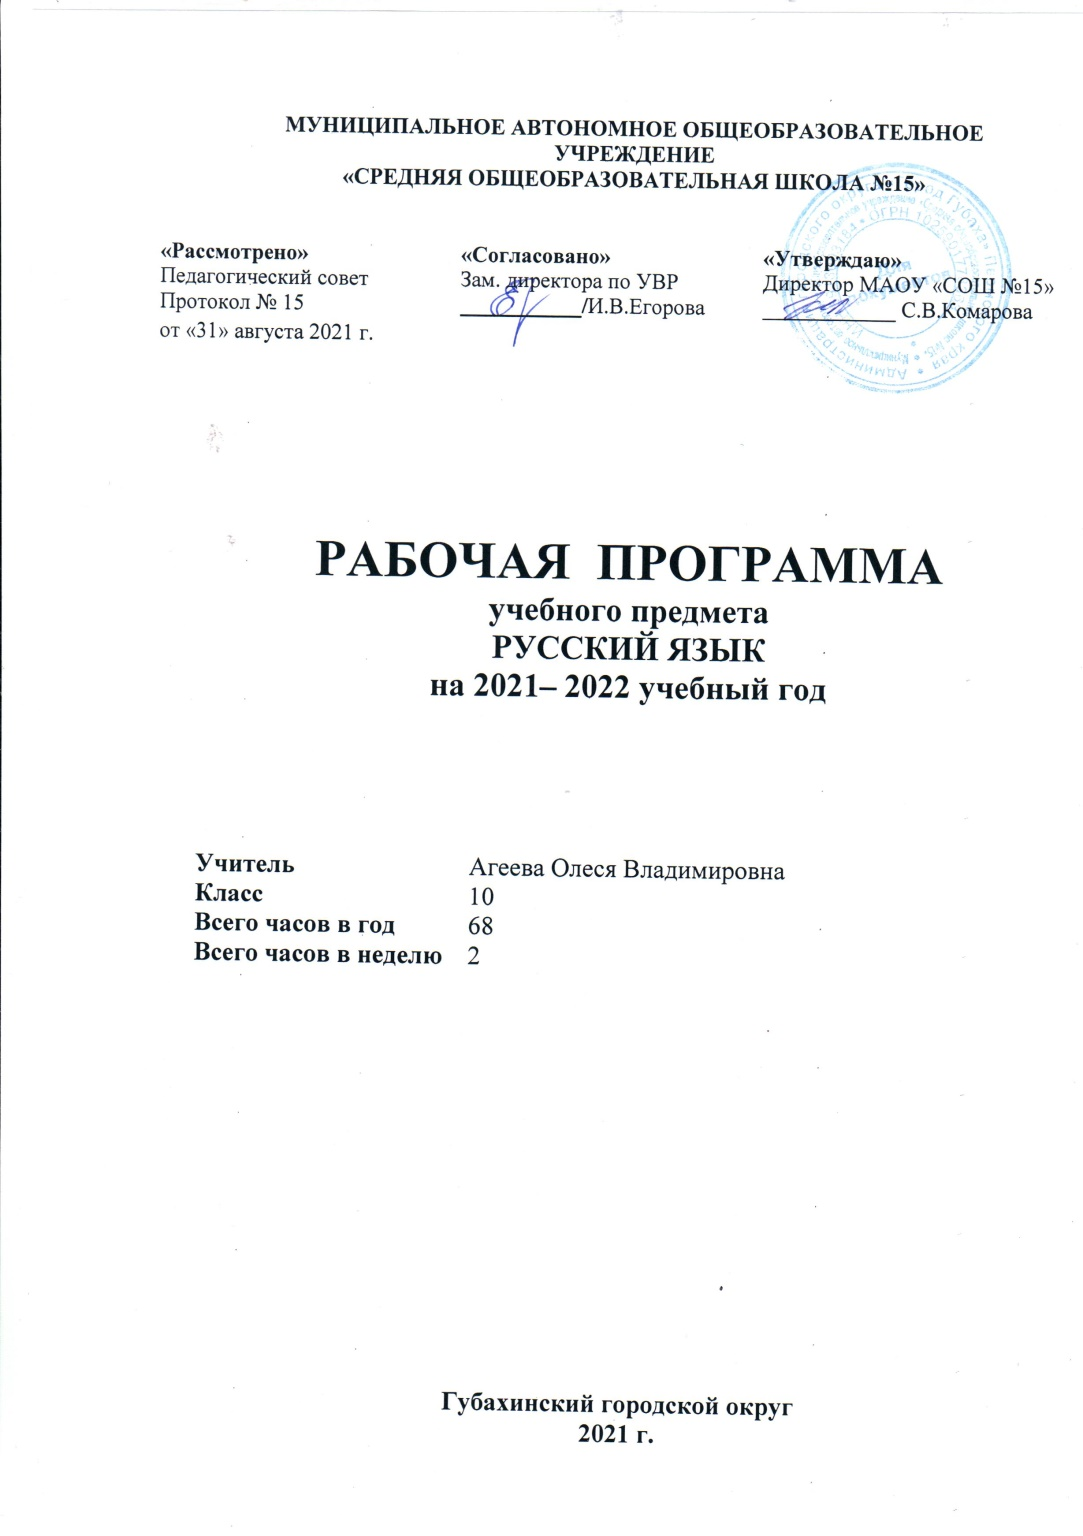 МУНИЦИПАЛЬНОЕ АВТОНОМНОЕ ОБЩЕОБРАЗОВАТЕЛЬНОЕ
УЧРЕЖДЕНИЕ
«СРЕДНЯЯ ОБЩЕОБРАЗОВАТЕЛЬНАЯ ШКОЛА №15»
«Рассмотрено»
Педагогический совет
Протокол № 15
от «31» августа 2021 г.
«Согласовано»
Зам. директора по УВР
___________/И.В.Егорова
«Утверждаю»
Директор МАОУ «СОШ №15»
____________ С.В.Комарова
РАБОЧАЯ ПРОГРАММА
учебного предмета
РУССКИЙ ЯЗЫК
на 2021– 2022 учебный год
Учитель Агеева Олеся Владимировна
Класс 10
Всего часов в год 68
Всего часов в неделю 2
Губахинский городской округ
2021 г.